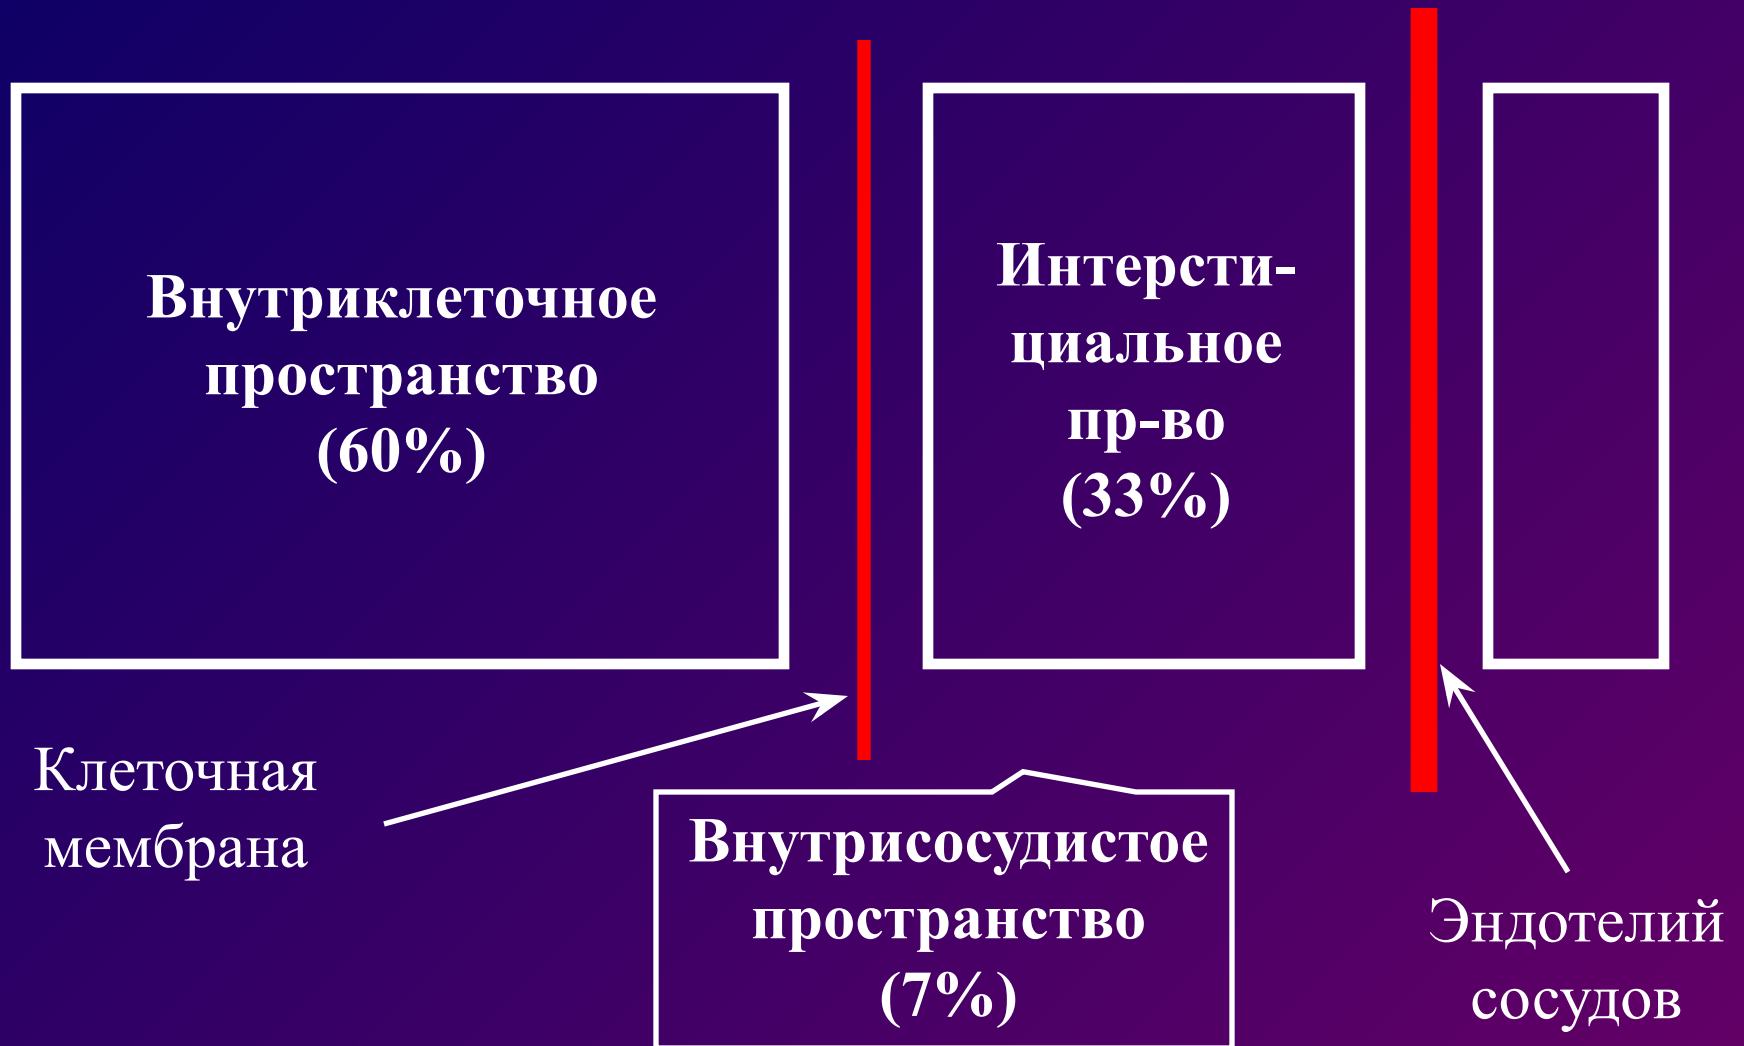 Внутриклеточное
пространство
(60%)
Интерсти-
циальное
пр-во
(33%)
Клеточная
мембрана
Внутрисосудистое
пространство
(7%)
Эндотелий
сосудов